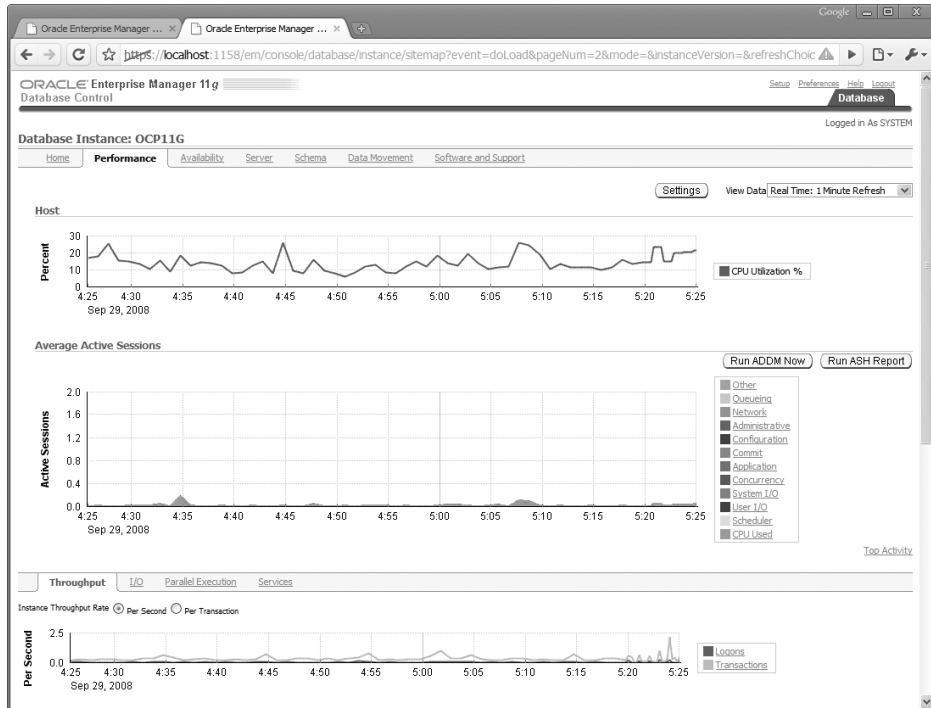 Google
Oracle Enterprise Manager ...
Oracle Enterprise Manager ...
https://localhost:1158/em/console/database/instance/sitemap?event=doLoad&pageNum=2&mode=&instanceVersion=&refreshChoic
ORACLE Enterprise Manager 11g
Database Control
Setup Preferences Help Logout
Database
Logged in As SYSTEM
Database Instance: OCP11G
Home Performance Availability Server Schema Data Movement Software and Support
Settings View Data Real Time: 1 Minute Refresh
Host
Percent
30
20
10
0
4:25 4:30 4:35 4:40 4:45 4:50 4:55 5:00 5:05 5:10 5:15 5:20 5:25
Sep 29, 2008
CPU Utilization %
Average Active Sessions
Run ADDM Now Run ASH Report
Active Sessions
2.0
1.6
1.2
0.8
0.4
0.0
4:25 4:30 4:35 4:40 4:45 4:50 4:55 5:00 5:05 5:10 5:15 5:20 5:25
Sep 29, 2008
Other
Queueing
Network
Administrative
Configuration
Commit
Application
Concurrency
System I/O
User I/O
Scheduler
CPU Used
Top Activity
Throughput I/O Parallel Execution Services
Instance Throughput Rate Per Second Per Transaction
Per Second
2.5
0.0
4:25 4:30 4:35 4:40 4:45 4:50 4:55 5:00 5:05 5:10 5:15 5:20 5:25
Sep 29, 2008
Logons
Transactions